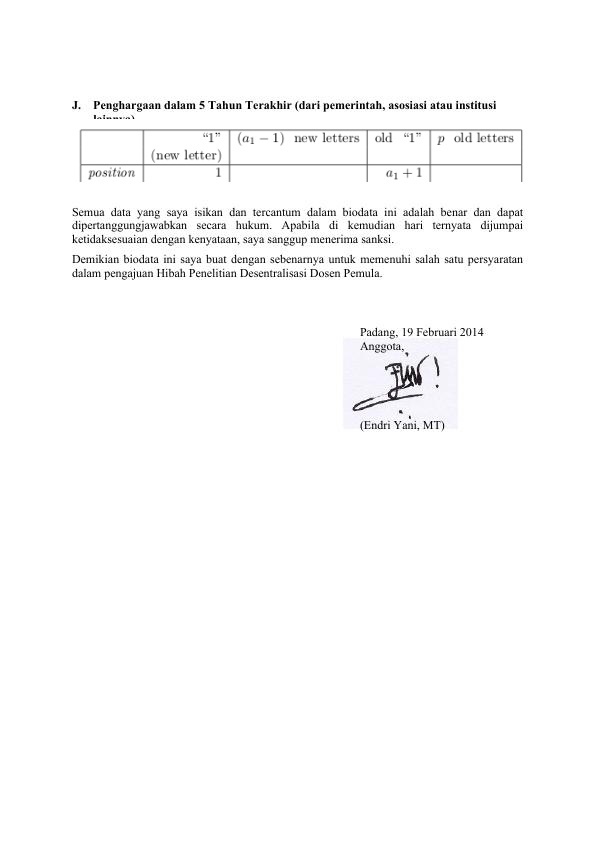 J. Penghargaan dalam 5 Tahun Terakhir (dari pemerintah, asosiasi atau institusi
“1” (a₁ − 1) new letters old “1” p old letters
(new letter)
position 1 a₁ + 1
Semua data yang saya isikan dan tercantum dalam biodata ini adalah benar dan dapat
dipertanggungjawabkan secara hukum. Apabila di kemudian hari ternyata dijumpai
ketidaksesuaian dengan kenyataan, saya sanggup menerima sanksi.
Demikian biodata ini saya buat dengan sebenarnya untuk memenuhi salah satu persyaratan
dalam pengajuan Hibah Penelitian Desentralisasi Dosen Pemula.
Padang, 19 Februari 2014
Anggota,
(Endri Yani, MT)